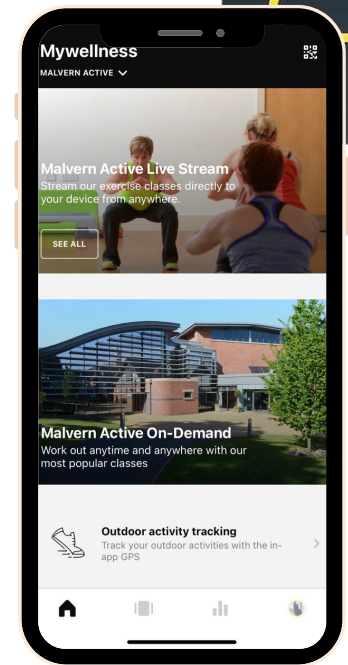 Mywellness
MALVERN ACTIVE
Malvern Active Live Stream
Stream our exercise classes directly to
your device from anywhere.
SEE ALL
Malvern Active On-Demand
Work out anytime and anywhere with our
most popular classes
Outdoor activity tracking
Track your outdoor activities with the in-
app GPS